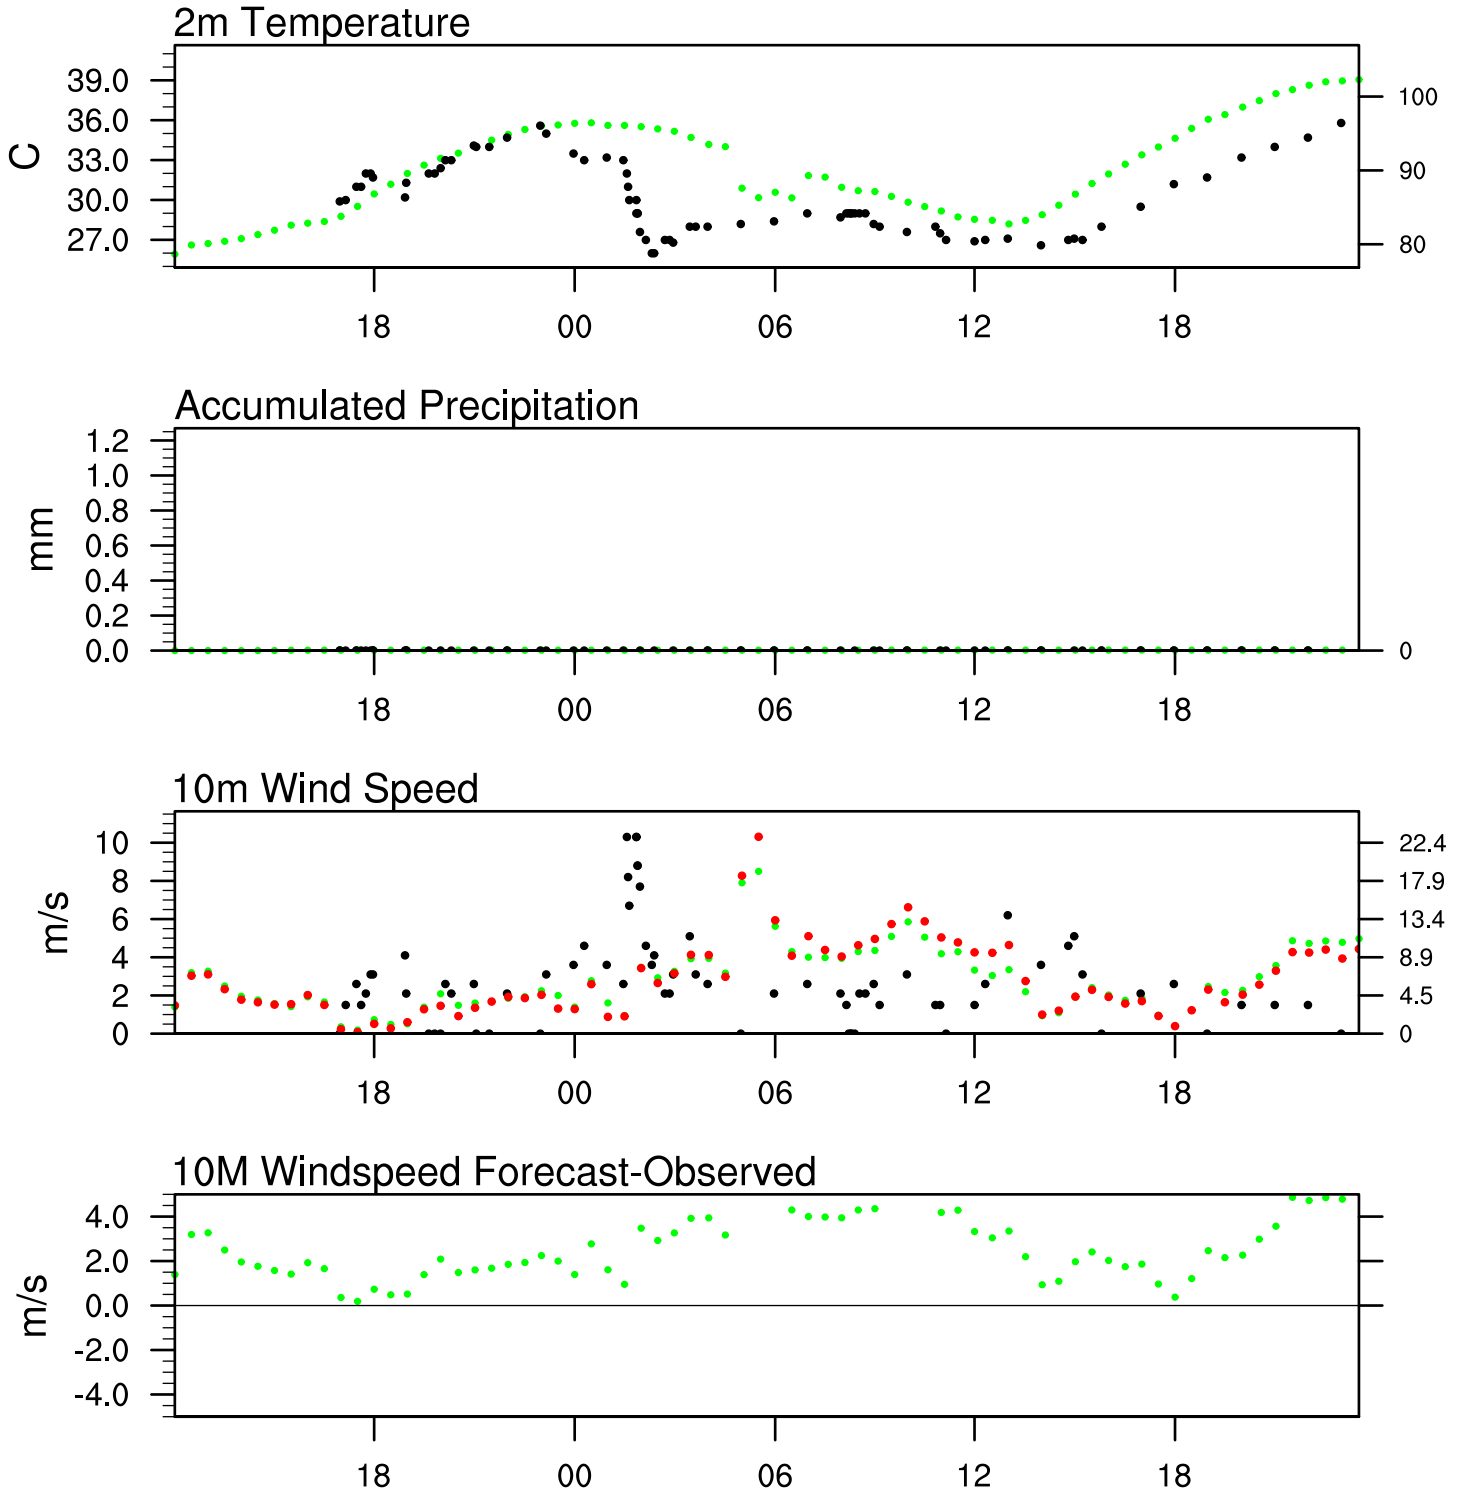 2m Temperature
C
39.0
36.0
33.0
30.0
27.0
100
90
80
18 00 06 12 18
Accumulated Precipitation
mm
1.2
1.0
0.8
0.6
0.4
0.2
0.0
0
18 00 06 12 18
10m Wind Speed
m/s
10
8
6
4
2
0
22.4
17.9
13.4
8.9
4.5
0
18 00 06 12 18
10M Windspeed Forecast-Observed
m/s
4.0
2.0
0.0
-2.0
-4.0
18 00 06 12 18